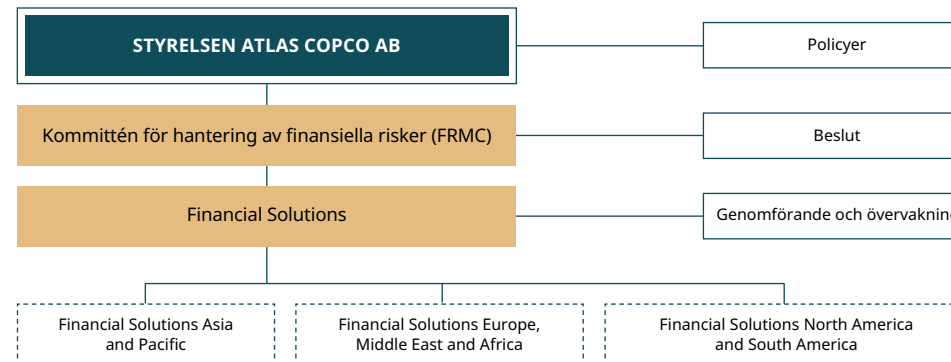 STYRELSEN ATLAS COPCO AB
Policyer
Kommittén för hantering av finansiella risker (FRMC)
Beslut
Financial Solutions
Genomförande och övervakning
Financial Solutions Asia
and Pacific
Financial Solutions Europe,
Middle East and Africa
Financial Solutions North America
and South America